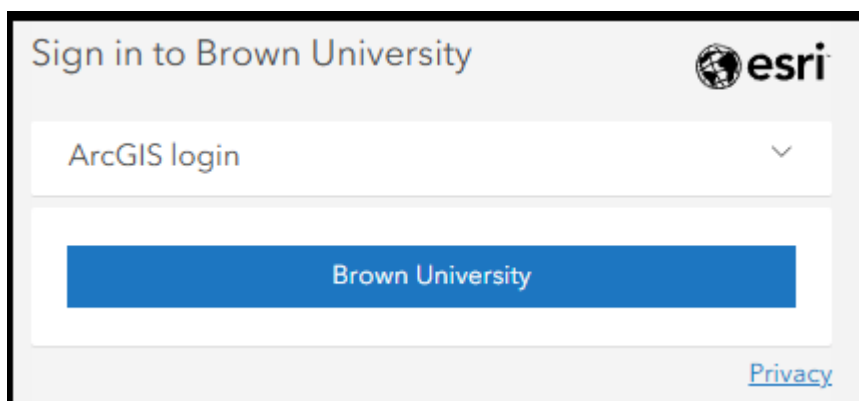 Sign in to Brown University
esri
ArcGIS login
Brown University
Privacy